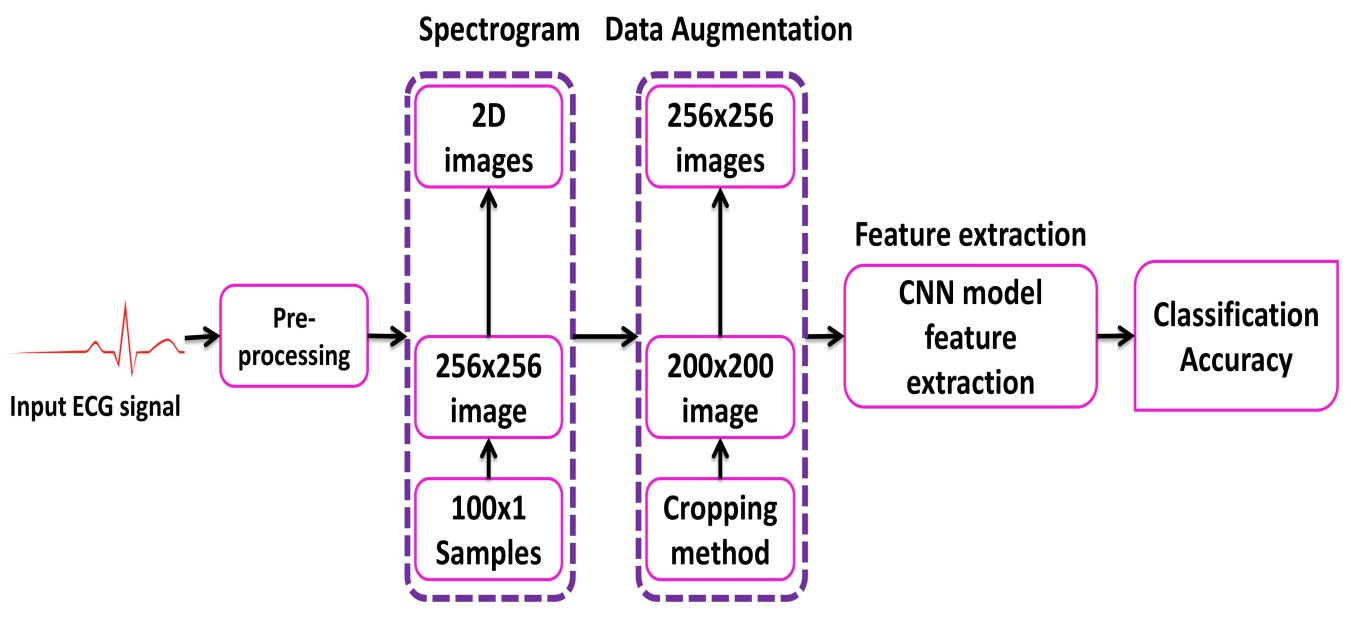 Spectrogram
Data Augmentation
2D
images
256x256
images
Feature extraction
Pre-
processing
256x256
image
200x200
image
CNN model
feature
extraction
Classification
Accuracy
Input ECG signal
100x1
Samples
Cropping
method